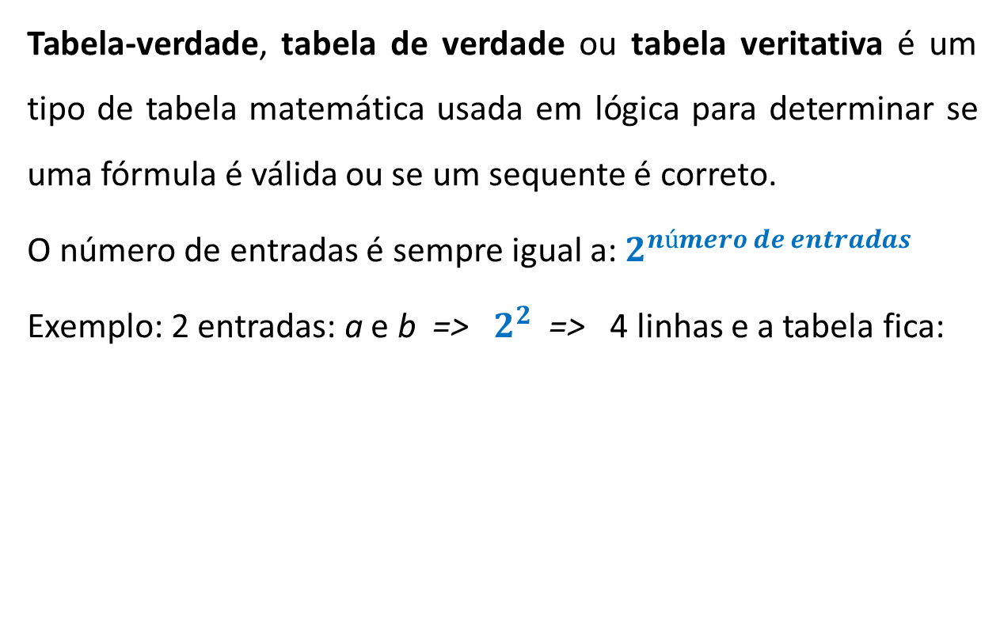 Tabela-verdade, tabela de verdade ou tabela veritativa é um
tipo de tabela matemática usada em lógica para determinar se
uma fórmula é válida ou se um sequente é correto.
O número de entradas é sempre igual a: 2^número de entradas
Exemplo: 2 entradas: a e b => 2^2 => 4 linhas e a tabela fica: